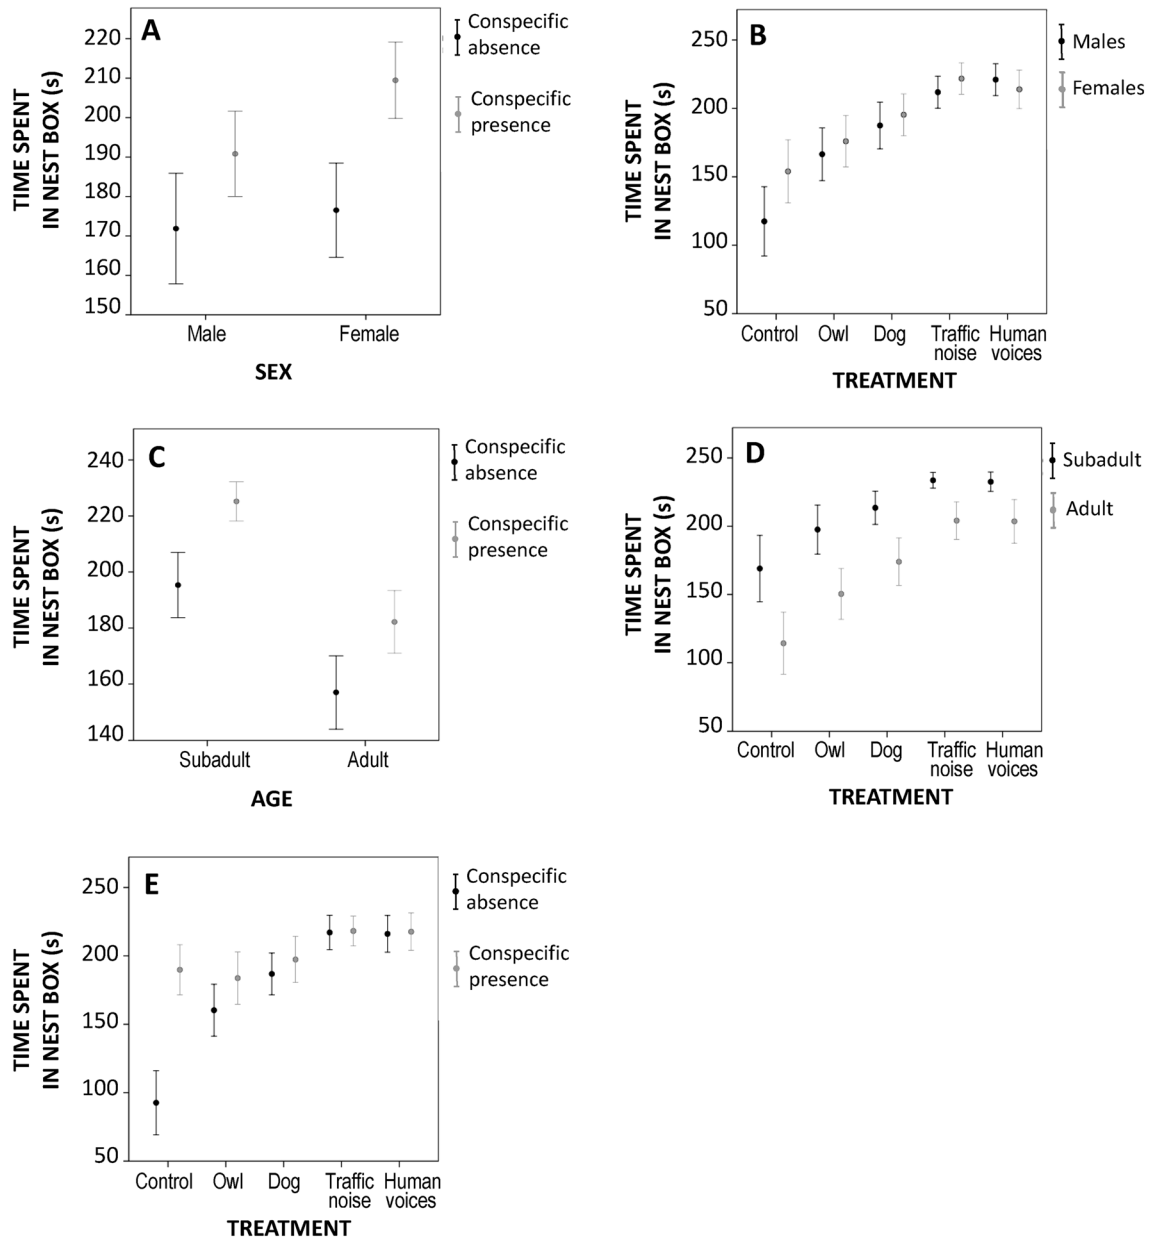 A
TIME SPENT
IN NEST BOX (s)
220
210
200
190
180
170
160
150
Male Female
SEX
Conspecific
absence
Conspecific
presence
B
TIME SPENT
IN NEST BOX (s)
250
200
150
100
50
Control Owl Dog Traffic noise Human voices
TREATMENT
Males
Females
C
TIME SPENT
IN NEST BOX (s)
240
220
200
180
160
140
Subadult Adult
AGE
Conspecific
absence
Conspecific
presence
D
TIME SPENT
IN NEST BOX (s)
250
200
150
100
50
Control Owl Dog Traffic noise Human voices
TREATMENT
Subadult
Adult
E
TIME SPENT
IN NEST BOX (s)
250
200
150
100
50
Control Owl Dog Traffic noise Human voices
TREATMENT
Conspecific
absence
Conspecific
presence